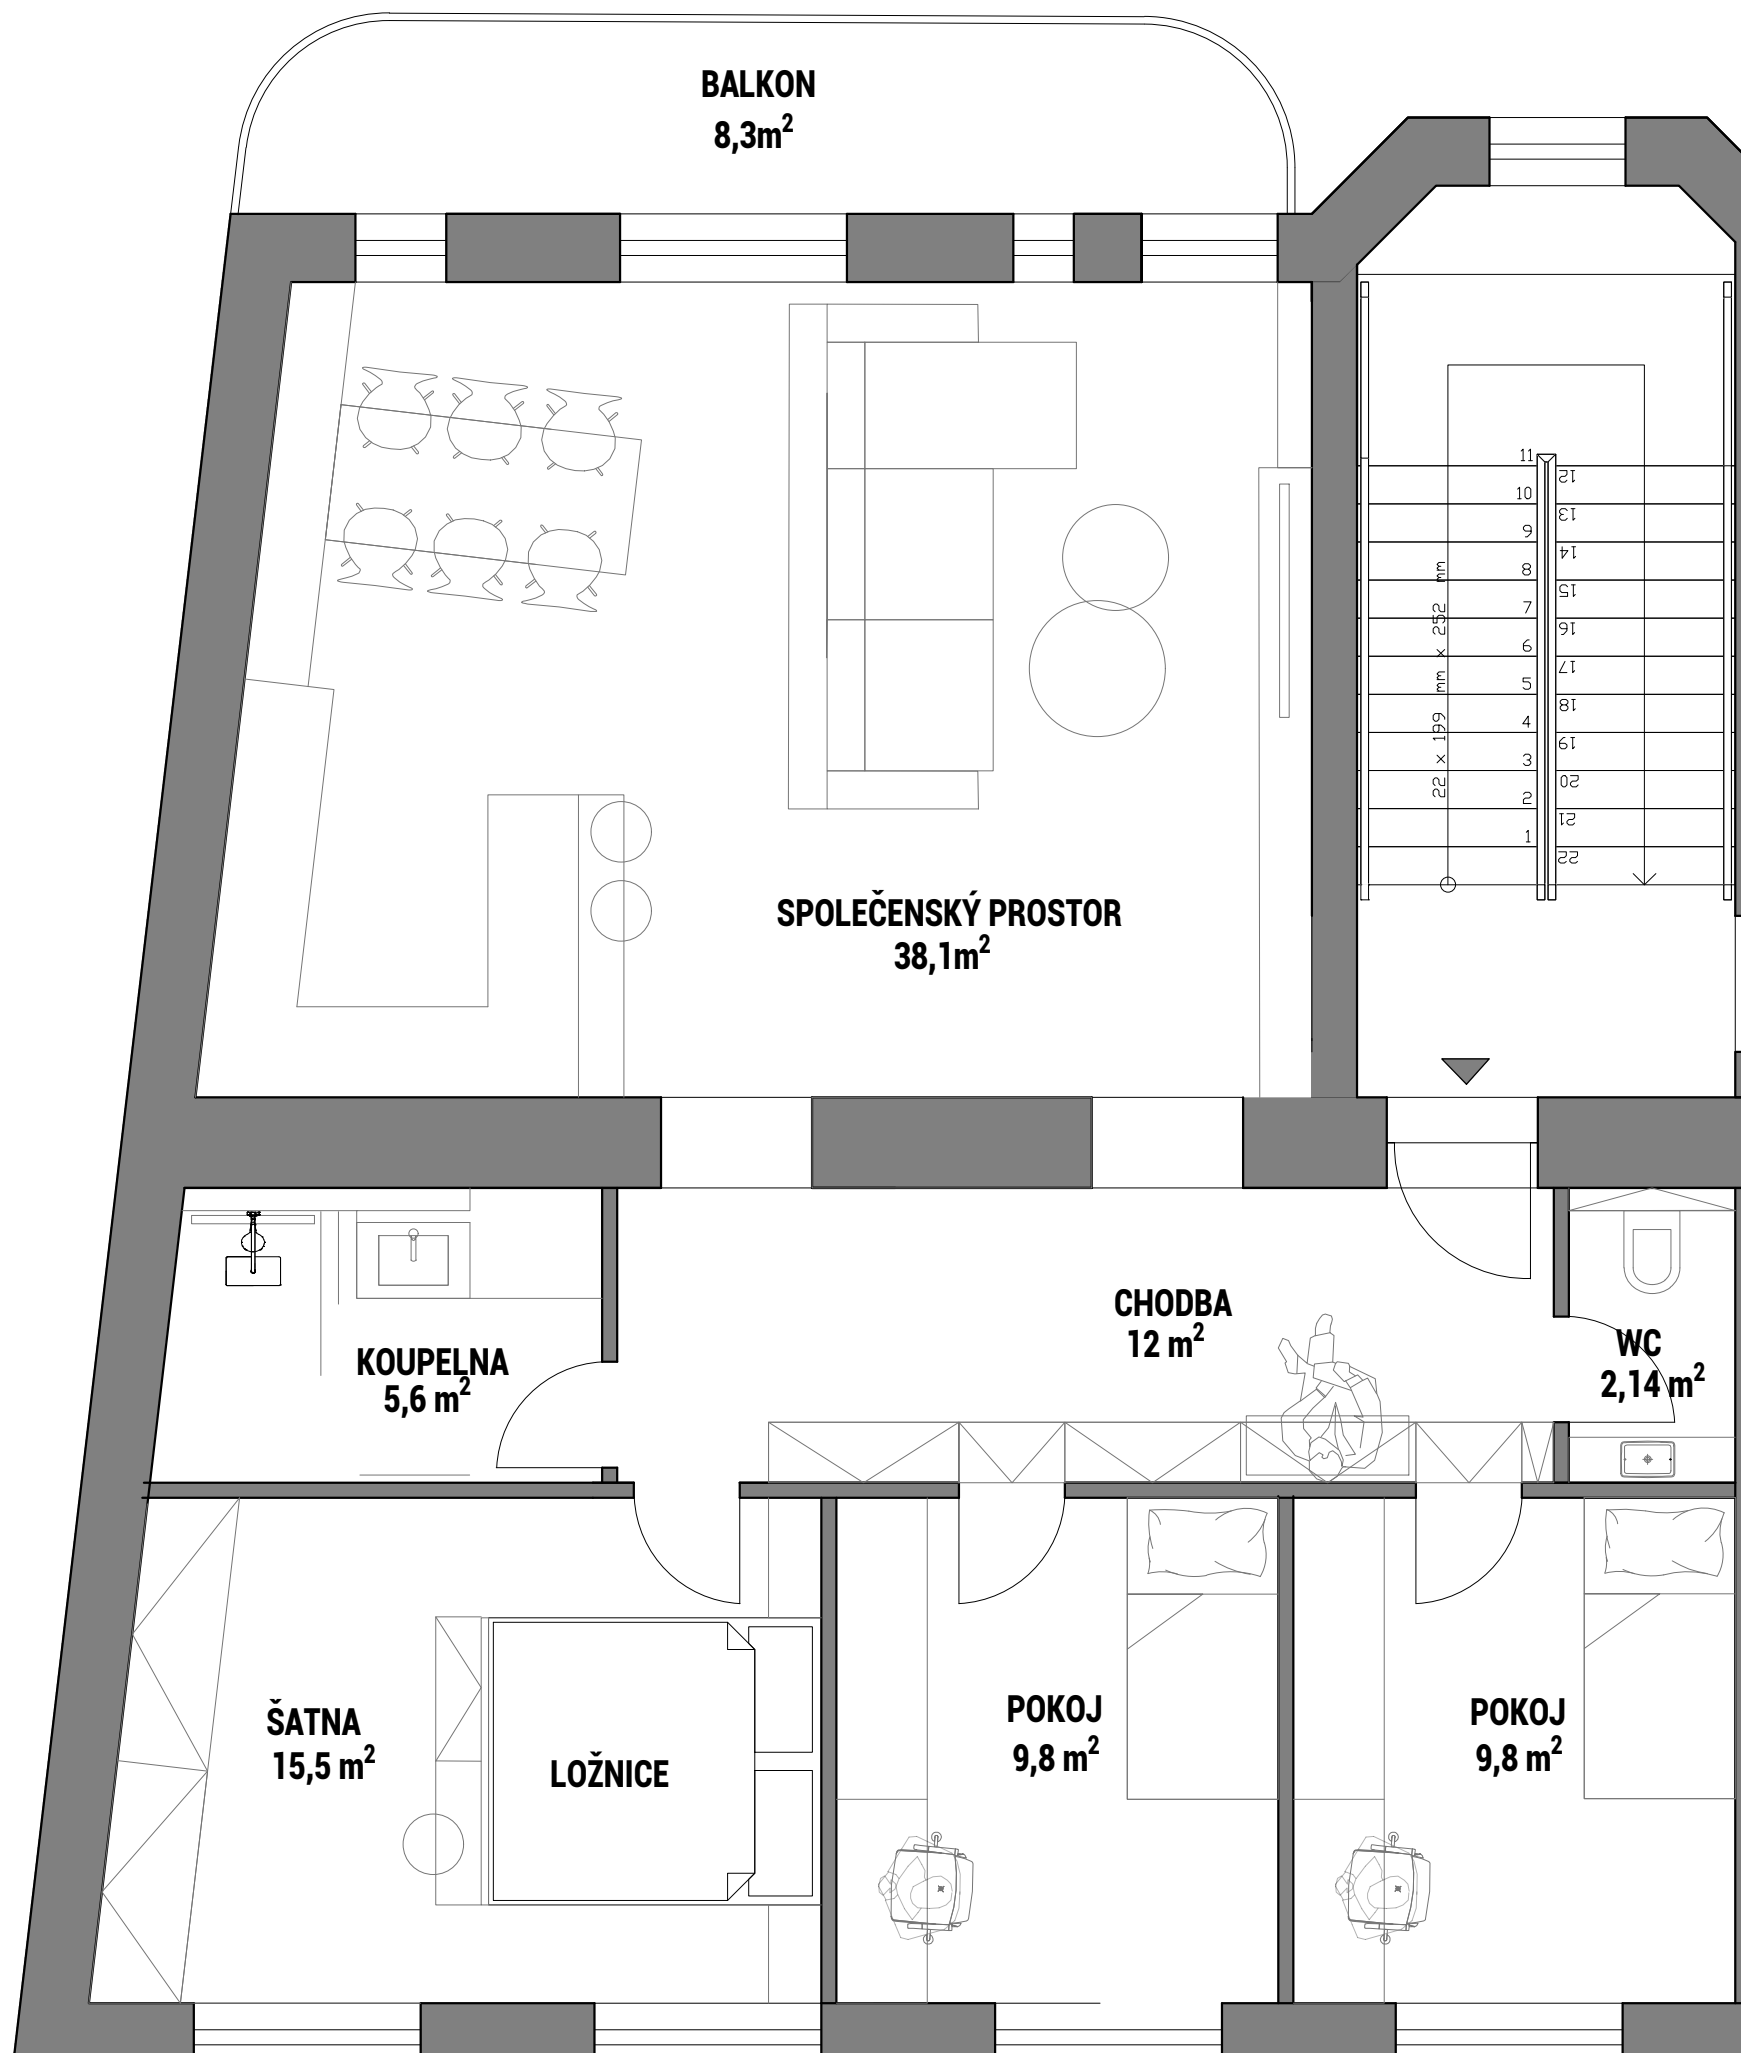 BALKON
8,3m²
11
10
9
8
7
6
5
4
3
2
1
12
13
14
15
16
17
18
19
20
21
22
22 x 199 mm x 252 mm
SPOLEČENSKÝ PROSTOR
38,1m²
CHODBA
12 m²
WC
2,14 m²
KOUPELNA
5,6 m²
ŠATNA
15,5 m²
LOŽNICE
POKOJ
9,8 m²
POKOJ
9,8 m²